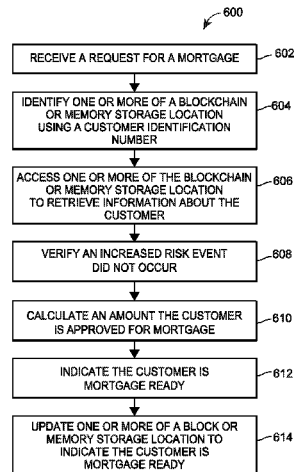 600
RECEIVE A REQUEST FOR A MORTGAGE
602
IDENTIFY ONE OR MORE OF A BLOCKCHAIN
OR MEMORY STORAGE LOCATION
USING A CUSTOMER IDENTIFICATION
NUMBER
604
ACCESS ONE OR MORE OF THE BLOCKCHAIN
OR MEMORY STORAGE LOCATION
TO RETRIEVE INFORMATION ABOUT THE
CUSTOMER
606
VERIFY AN INCREASED RISK EVENT
DID NOT OCCUR
608
CALCULATE AN AMOUNT THE CUSTOMER
IS APPROVED FOR MORTGAGE
610
INDICATE THE CUSTOMER IS
MORTGAGE READY
612
UPDATE ONE OR MORE OF A BLOCK OR
MEMORY STORAGE LOCATION TO
INDICATE THE CUSTOMER IS
MORTGAGE READY
614